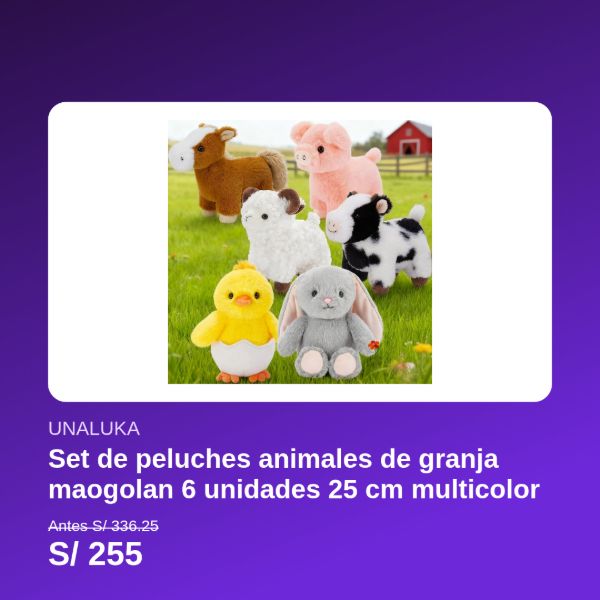 UNALUKA
Set de peluches animales de granja
maogolan 6 unidades 25 cm multicolor
Antes S/ 336.25
S/ 255